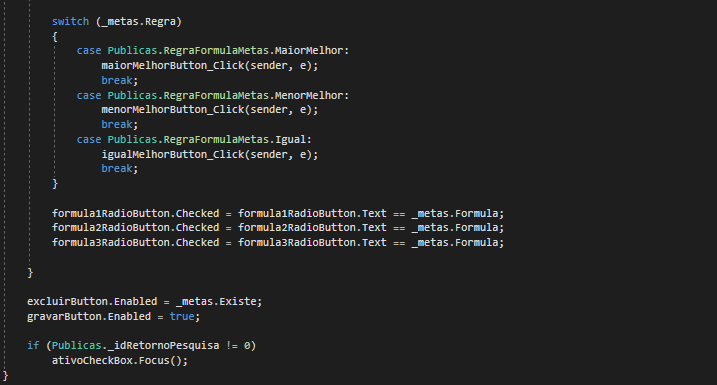 switch (_metas.Regra)
{
case Publicas.RegraFormulaMetas.MaiorMelhor:
maiorMelhorButton_Click(sender, e);
break;
case Publicas.RegraFormulaMetas.MenorMelhor:
menorMelhorButton_Click(sender, e);
break;
case Publicas.RegraFormulaMetas.Igual:
igualMelhorButton_Click(sender, e);
break;
}
formula1RadioButton.Checked = formula1RadioButton.Text == _metas.Formula;
formula2RadioButton.Checked = formula2RadioButton.Text == _metas.Formula;
formula3RadioButton.Checked = formula3RadioButton.Text == _metas.Formula;
}
excluirButton.Enabled = _metas.Existe;
gravarButton.Enabled = true;
if (Publicas._idRetornoPesquisa != 0)
ativoCheckBox.Focus();
}